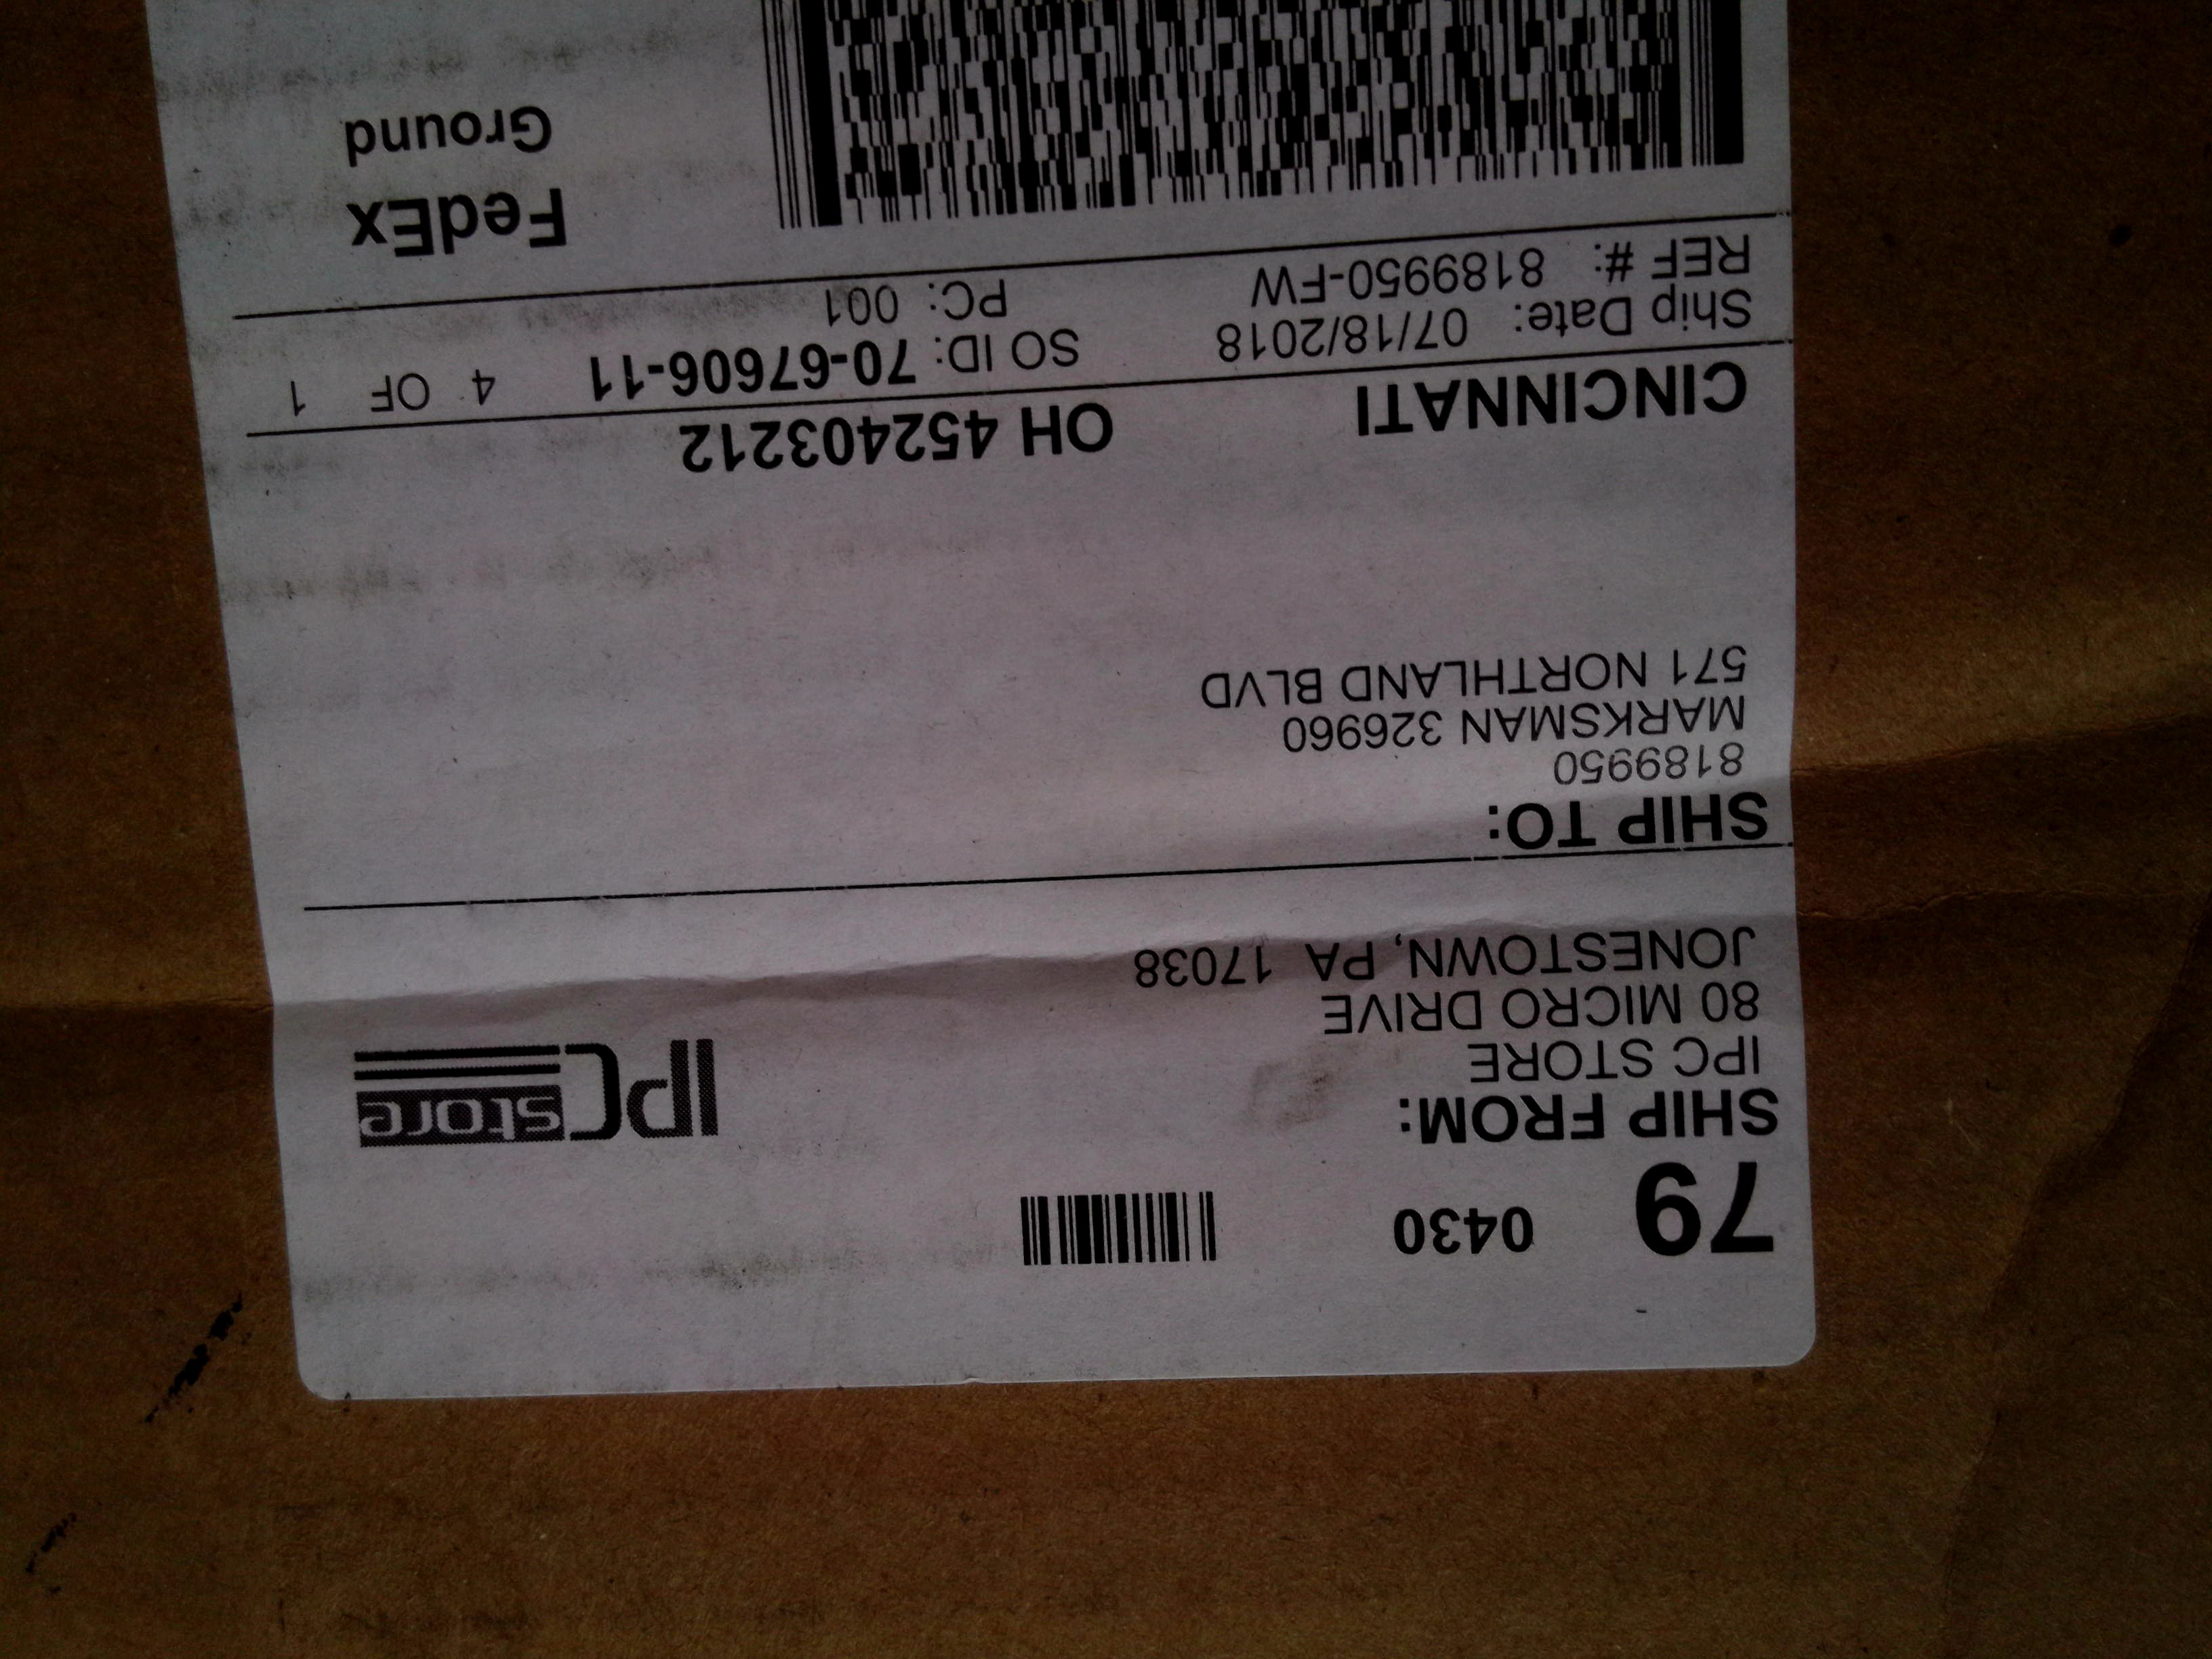 79 0430
SHIP FROM:
IPC STORE
80 MICRO DRIVE
JONESTOWN, PA 17038
IPC store
SHIP TO:
8189950
MARKSMAN 326960
571 NORTHLAND BLVD
CINCINNATI OH 452403212
Ship Date: 07/18/2018 SO ID: 70-67606-11 4 OF 1
REF #: 8189950-FW PC: 001
FedEx
Ground